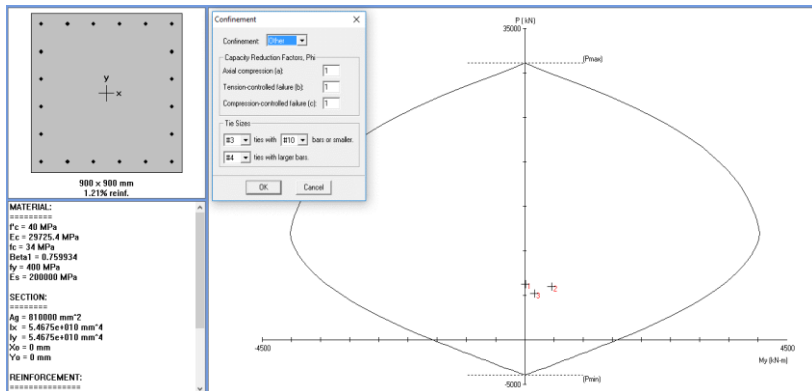 y
x
900 x 900 mm
1.21% reinf.
MATERIAL:
=========
f'c = 40 MPa
Ec = 29725.4 MPa
fc = 34 MPa
Beta1 = 0.759934
fy = 400 MPa
Es = 200000 MPa
SECTION:
========
Ag = 810000 mm^2
Ix = 5.4675e+010 mm^4
Iy = 5.4675e+010 mm^4
Xo = 0 mm
Yo = 0 mm
REINFORCEMENT:
==============
Confinement
Confinement: Other
Capacity Reduction Factors, Phi
Axial compression (a): 1
Tension-controlled failure (b): 1
Compression-controlled failure (c): 1
Tie Sizes
#3 ties with #10 bars or smaller.
#4 ties with larger bars.
OK Cancel
P ( kN)
35000
(Pmax)
1
2
3
-4500
4500
My (kN-m)
(Pmin)
-5000